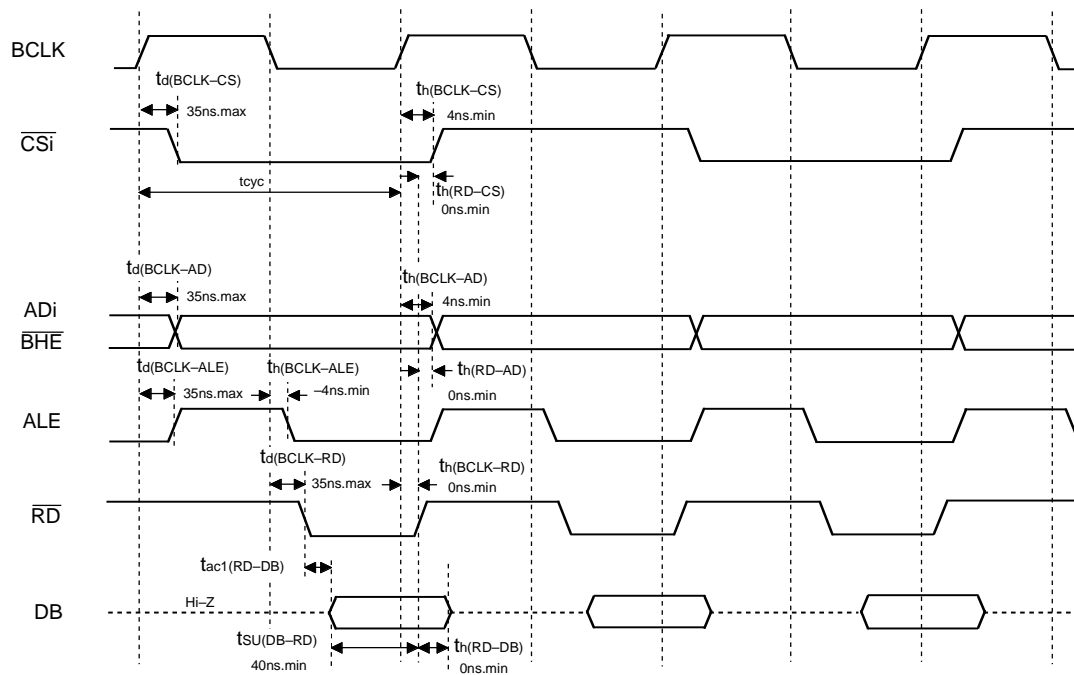 BCLK
td(BCLK–CS)
35ns.max
th(BCLK–CS)
4ns.min
CSi
tcyc
th(RD–CS)
0ns.min
td(BCLK–AD)
35ns.max
th(BCLK–AD)
4ns.min
ADi
BHE
td(BCLK–ALE)
35ns.max
th(BCLK–ALE)
–4ns.min
th(RD–AD)
0ns.min
ALE
td(BCLK–RD)
35ns.max
th(BCLK–RD)
0ns.min
RD
tac1(RD–DB)
Hi–Z
DB
tSU(DB–RD)
40ns.min
th(RD–DB)
0ns.min